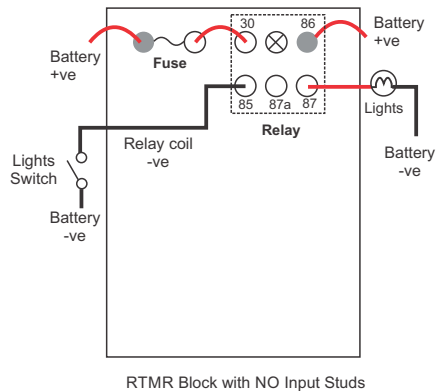 Battery
+ve
Fuse
30
86
Battery
+ve
85
87a
87
Relay
Lights
Relay coil
-ve
Lights
Switch
Battery
-ve
Battery
-ve
RTMR Block with NO Input Studs